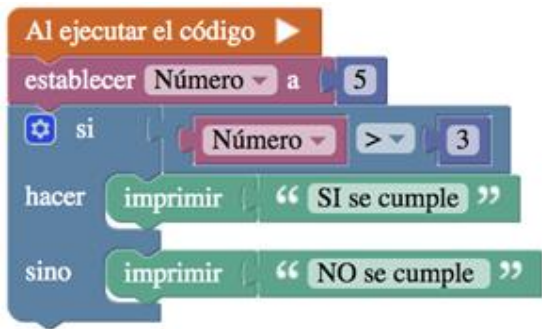 Al ejecutar el código
establecer Número a 5
si Número > 3
hacer imprimir “ SI se cumple ”
sino imprimir “ NO se cumple ”